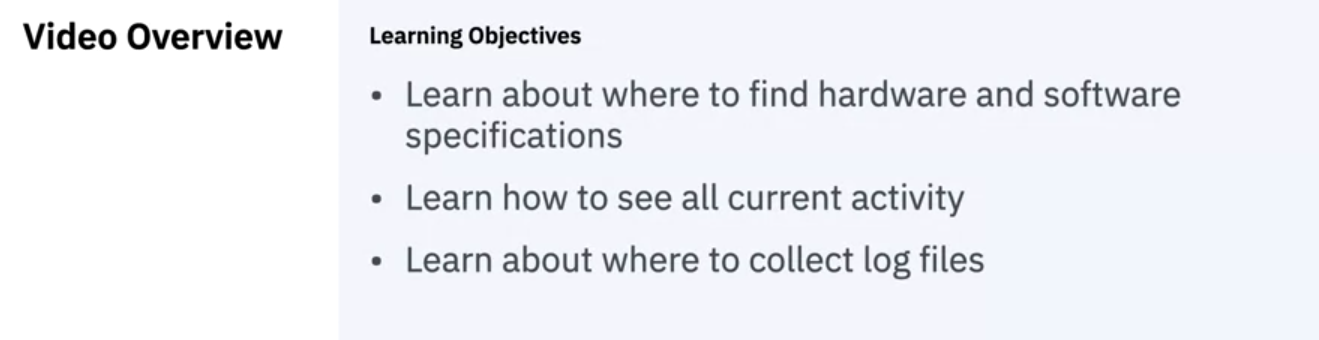 Video Overview
Learning Objectives
• Learn about where to find hardware and software
specifications
• Learn how to see all current activity
• Learn about where to collect log files